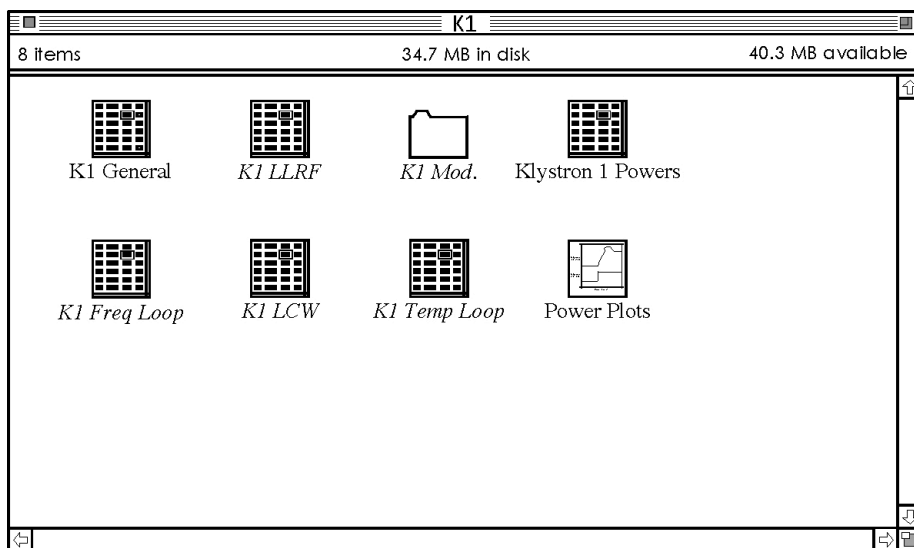 K1
8 items 34.7 MB in disk 40.3 MB available
K1 General K1 LLRF K1 Mod. Klystron 1 Powers
K1 Freq Loop K1 LCW K1 Temp Loop Power Plots